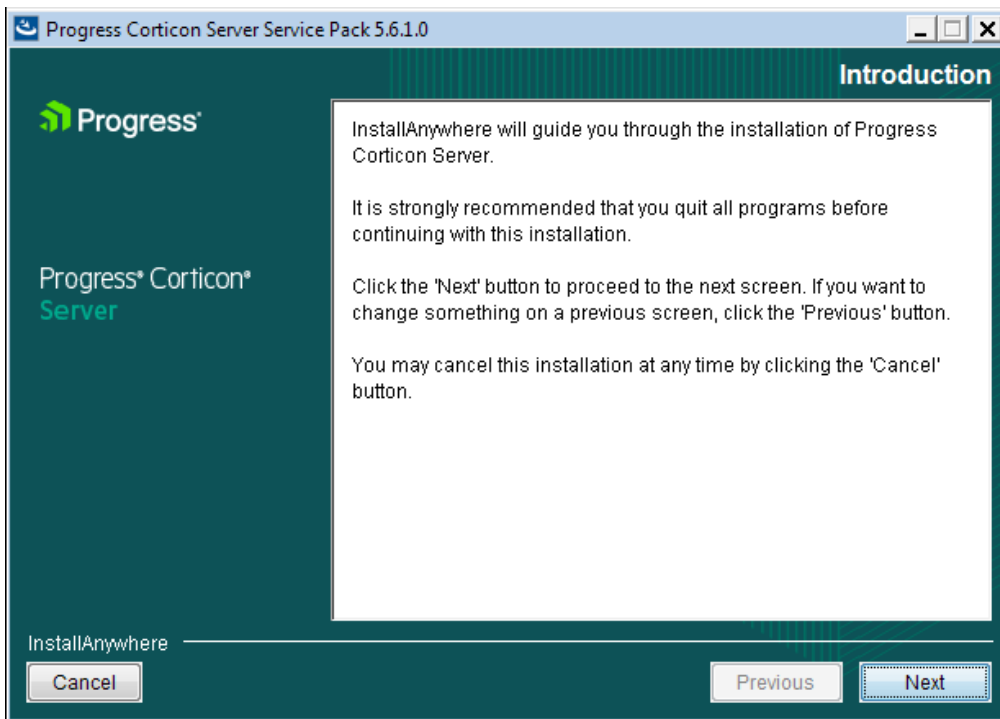 Progress Corticon Server Service Pack 5.6.1.0
Introduction
Progress®
InstallAnywhere will guide you through the installation of Progress
Corticon Server.
It is strongly recommended that you quit all programs before
continuing with this installation.
Progress® Corticon®
Server
Click the 'Next' button to proceed to the next screen. If you want to
change something on a previous screen, click the 'Previous' button.
You may cancel this installation at any time by clicking the 'Cancel'
button.
InstallAnywhere
Cancel
Previous
Next